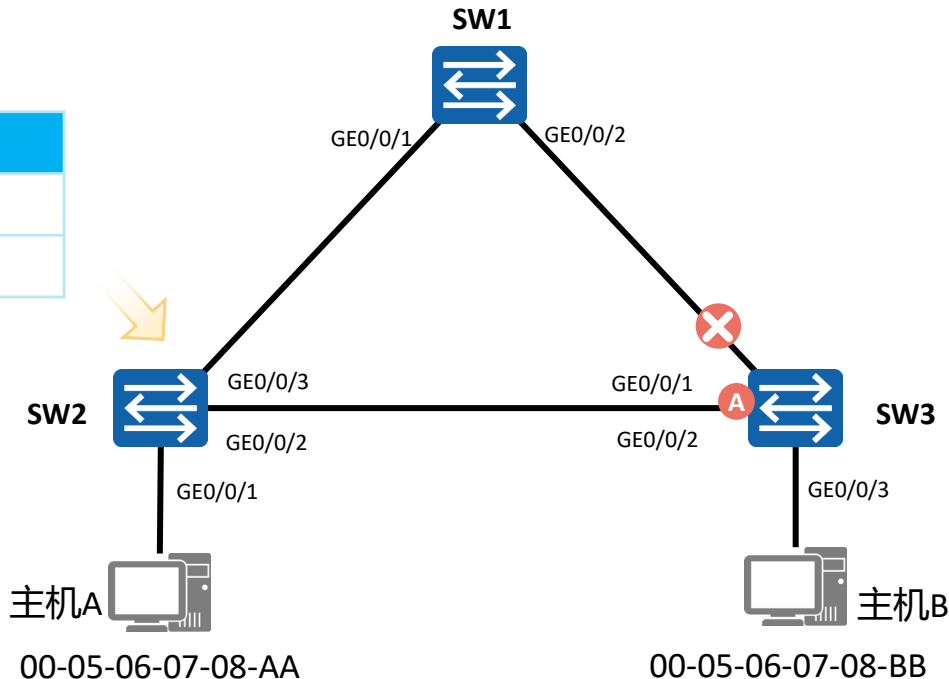 SW1
GE0/0/1
GE0/0/2
GE0/0/3
GE0/0/1
A
SW2
SW3
GE0/0/2
GE0/0/2
GE0/0/1
GE0/0/3
主机A
主机B
00-05-06-07-08-AA
00-05-06-07-08-BB